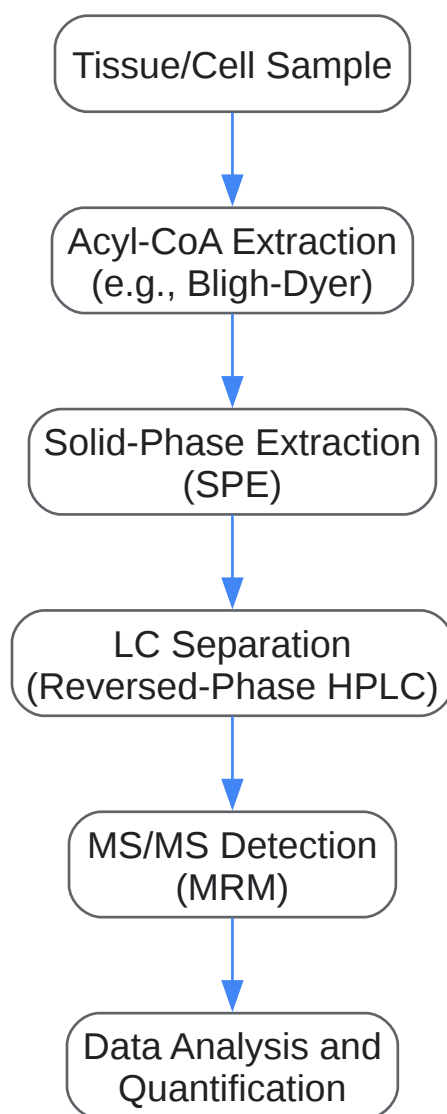 Tissue/Cell Sample
Acyl-CoA Extraction
(e.g., Bligh-Dyer)
Solid-Phase Extraction
(SPE)
LC Separation
(Reversed-Phase HPLC)
MS/MS Detection
(MRM)
Data Analysis and
Quantification